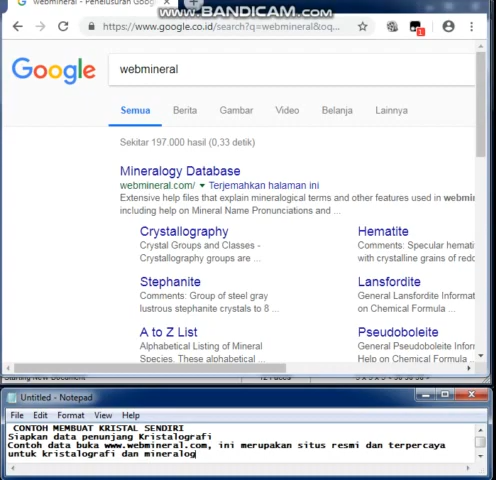 webmineral - Penelusuran Goog
www.BANDICAM.com
https://www.google.co.id/search?q=webmineral&oq...
1
Google
webmineral
Semua Berita Gambar Video Belanja Lainnya
Sekitar 197.000 hasil (0,33 detik)
Mineralogy Database
webmineral.com/ Terjemahkan halaman ini
Extensive help files that explain mineralogical terms and other features used in webmi
including help on Mineral Name Pronunciations and ...
Crystallography
Crystal Groups and Classes -
Crystallography groups are ...
Hematite
Comments: Specular hemati
with crystalline grains of redd
Stephanite
Comments: Group of steel gray
lustrous stephanite crystals to 8 ...
Lansfordite
General Lansfordite Informat
on Chemical Formula ...
A to Z List
Alphabetical Listing of Mineral
Species. These alphabetical ...
Pseudoboleite
General Pseudoboleite Infor
Help on Chemical Formula ...
Starting New Document
Untitled - Notepad
File Edit Format View Help
CONTOH MEMBUAT KRISTAL SENDIRI
Siapkan data penunjang Kristalografi
Contoh data buka www.webmineral.com, ini merupakan situs resmi dan terpercaya
untuk kristalografi dan mineralog